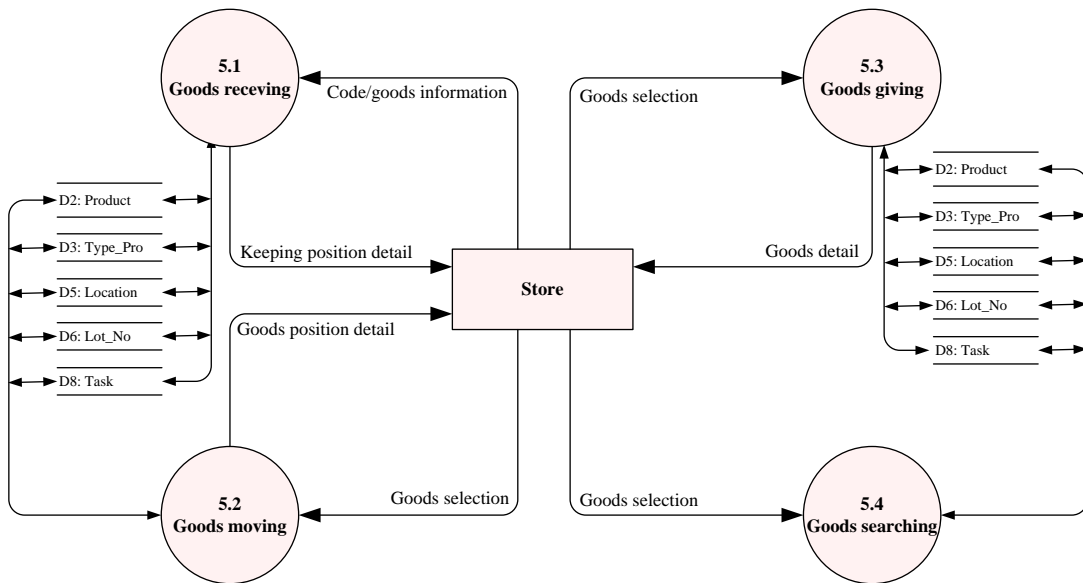 5.1
Goods receving
5.3
Goods giving
Code/goods information
Goods selection
D2: Product
D3: Type_Pro
D5: Location
D6: Lot_No
D8: Task
D2: Product
D3: Type_Pro
D5: Location
D6: Lot_No
D8: Task
Keeping position detail
Goods detail
Store
Goods position detail
Goods selection
Goods selection
5.2
Goods moving
5.4
Goods searching